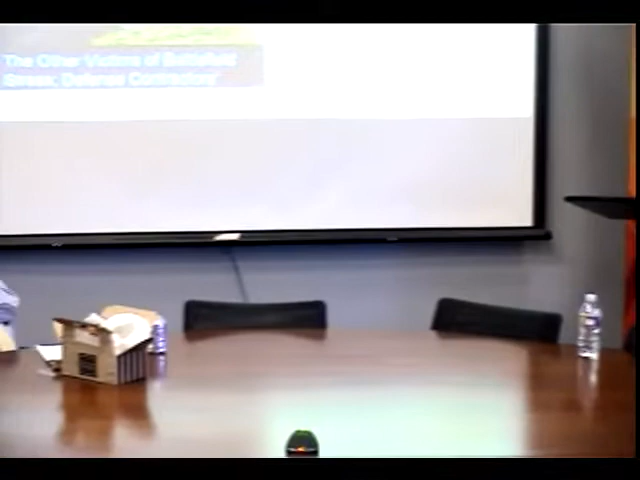 The Other Victims of Battlefield
Stress; Defense Contractors'